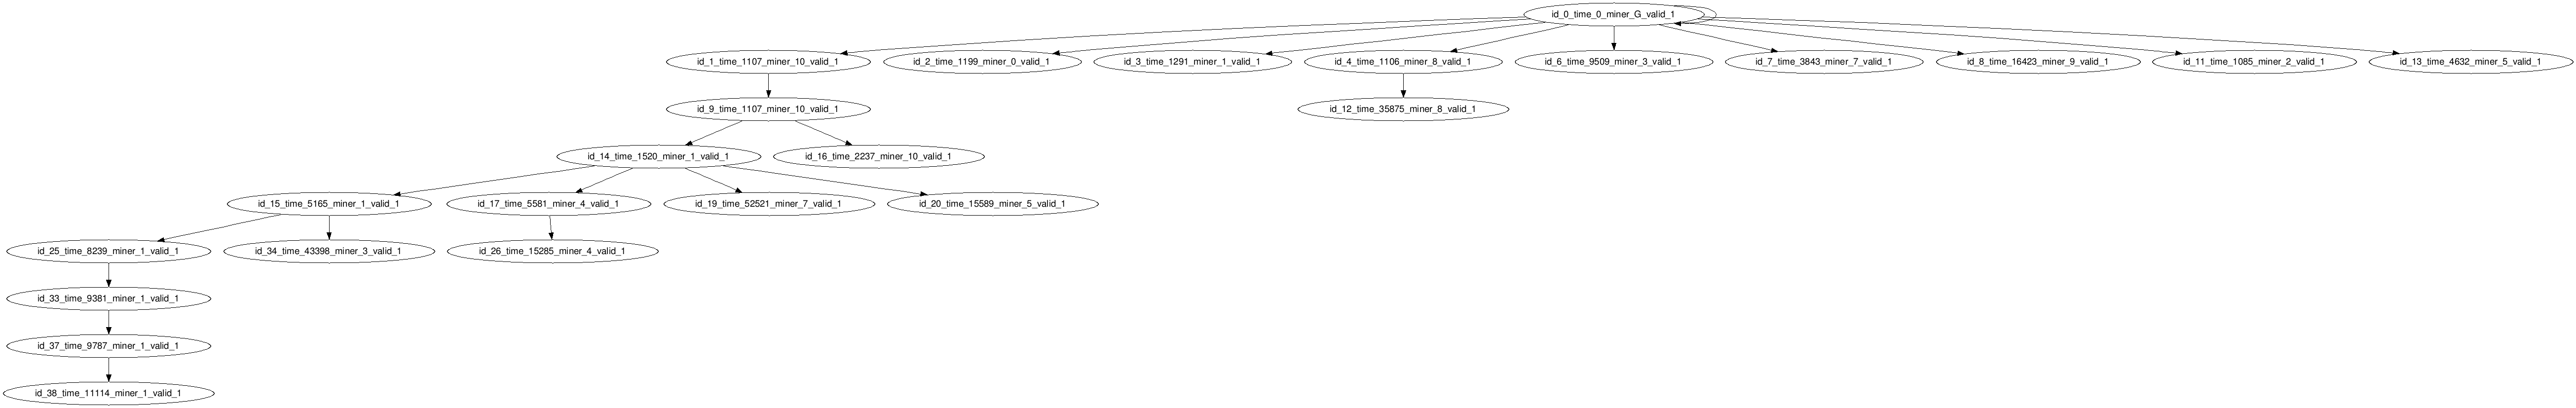 id_0_time_0_miner_G_valid_1
id_1_time_1107_miner_10_valid_1
id_2_time_1199_miner_0_valid_1
id_3_time_1291_miner_1_valid_1
id_4_time_1106_miner_8_valid_1
id_6_time_9509_miner_3_valid_1
id_7_time_3843_miner_7_valid_1
id_8_time_16423_miner_9_valid_1
id_11_time_1085_miner_2_valid_1
id_13_time_4632_miner_5_valid_1
id_9_time_1107_miner_10_valid_1
id_12_time_35875_miner_8_valid_1
id_14_time_1520_miner_1_valid_1
id_16_time_2237_miner_10_valid_1
id_15_time_5165_miner_1_valid_1
id_17_time_5581_miner_4_valid_1
id_19_time_52521_miner_7_valid_1
id_20_time_15589_miner_5_valid_1
id_25_time_8239_miner_1_valid_1
id_34_time_43398_miner_3_valid_1
id_26_time_15285_miner_4_valid_1
id_33_time_9381_miner_1_valid_1
id_37_time_9787_miner_1_valid_1
id_38_time_11114_miner_1_valid_1